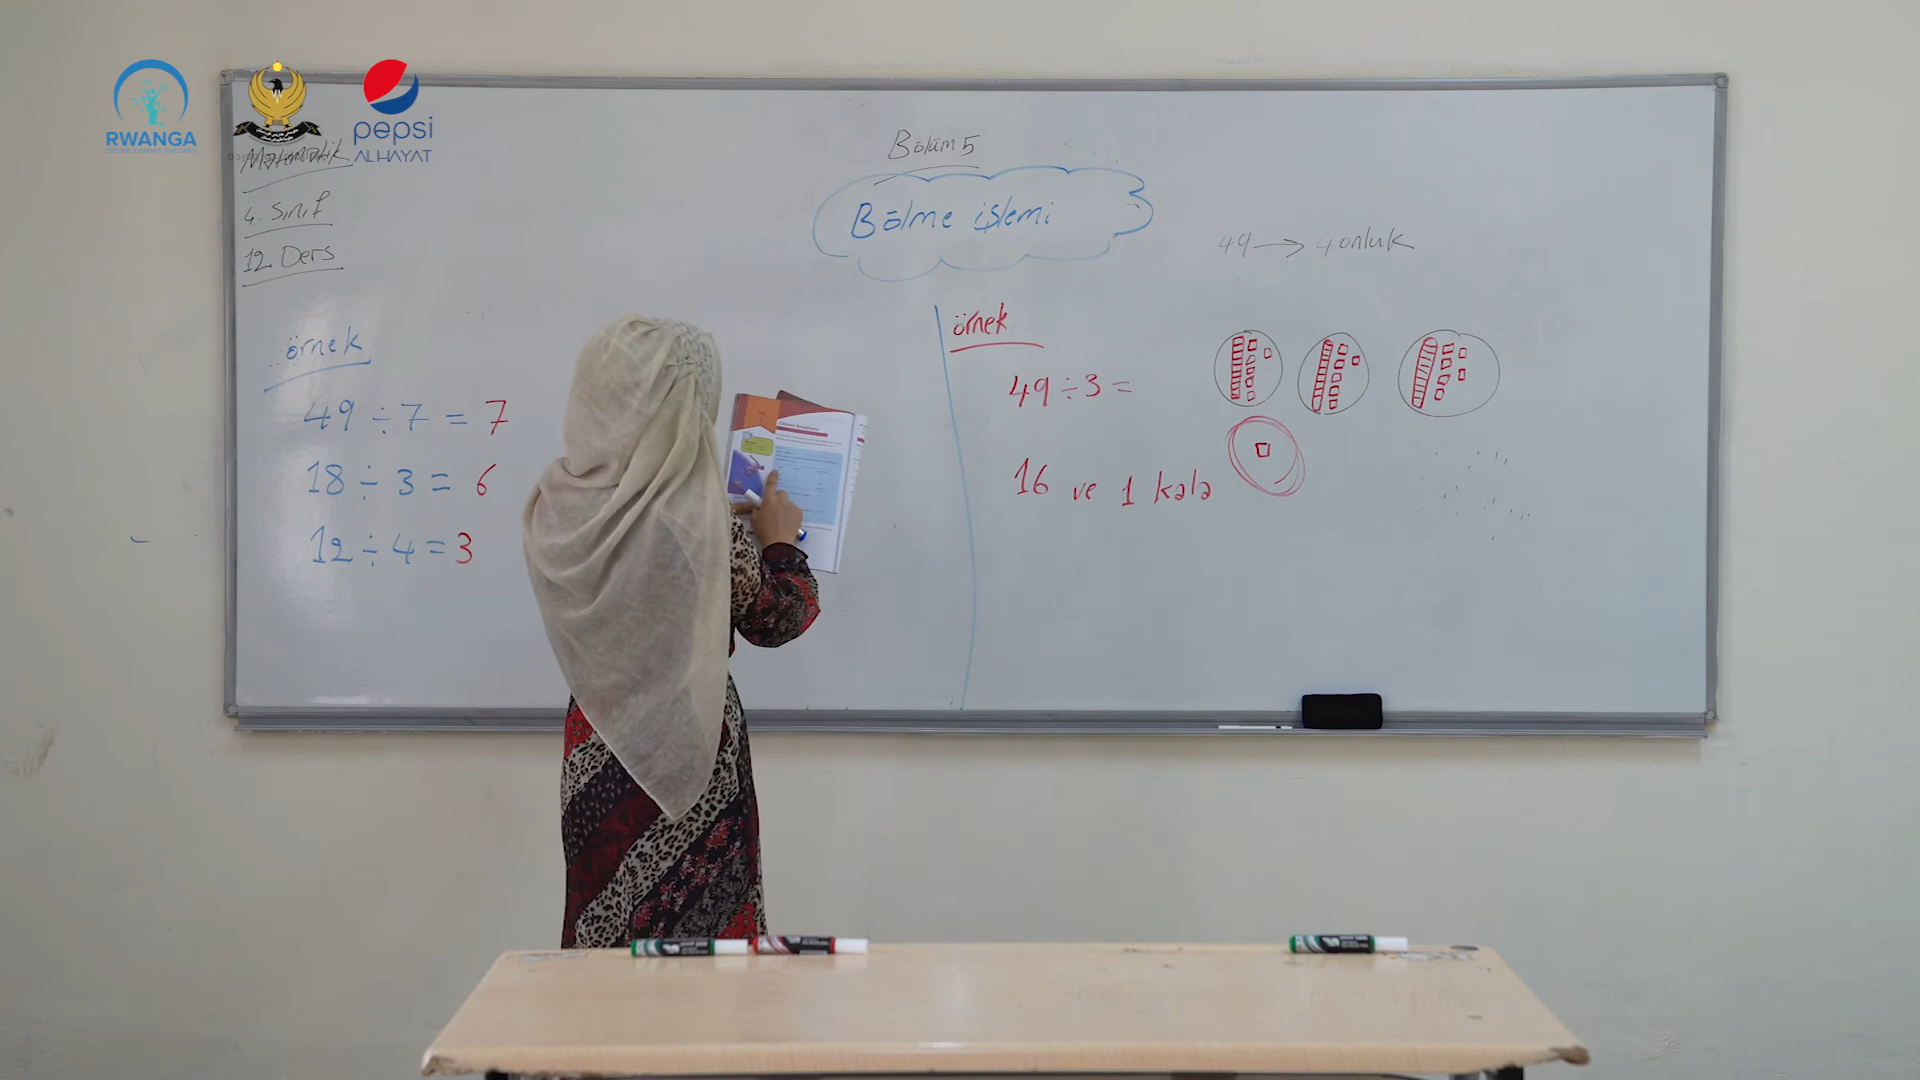 RWANGA
pepsi
ALHAYAT
Matematik
4. Sınıf
12. Ders
Bölüm 5
Bölme işlemi
49 → 4 onluk
örnek
49 ÷ 7 = 7
18 ÷ 3 = 6
12 ÷ 4 = 3
örnek
49 ÷ 3 =
16 ve 1 kala